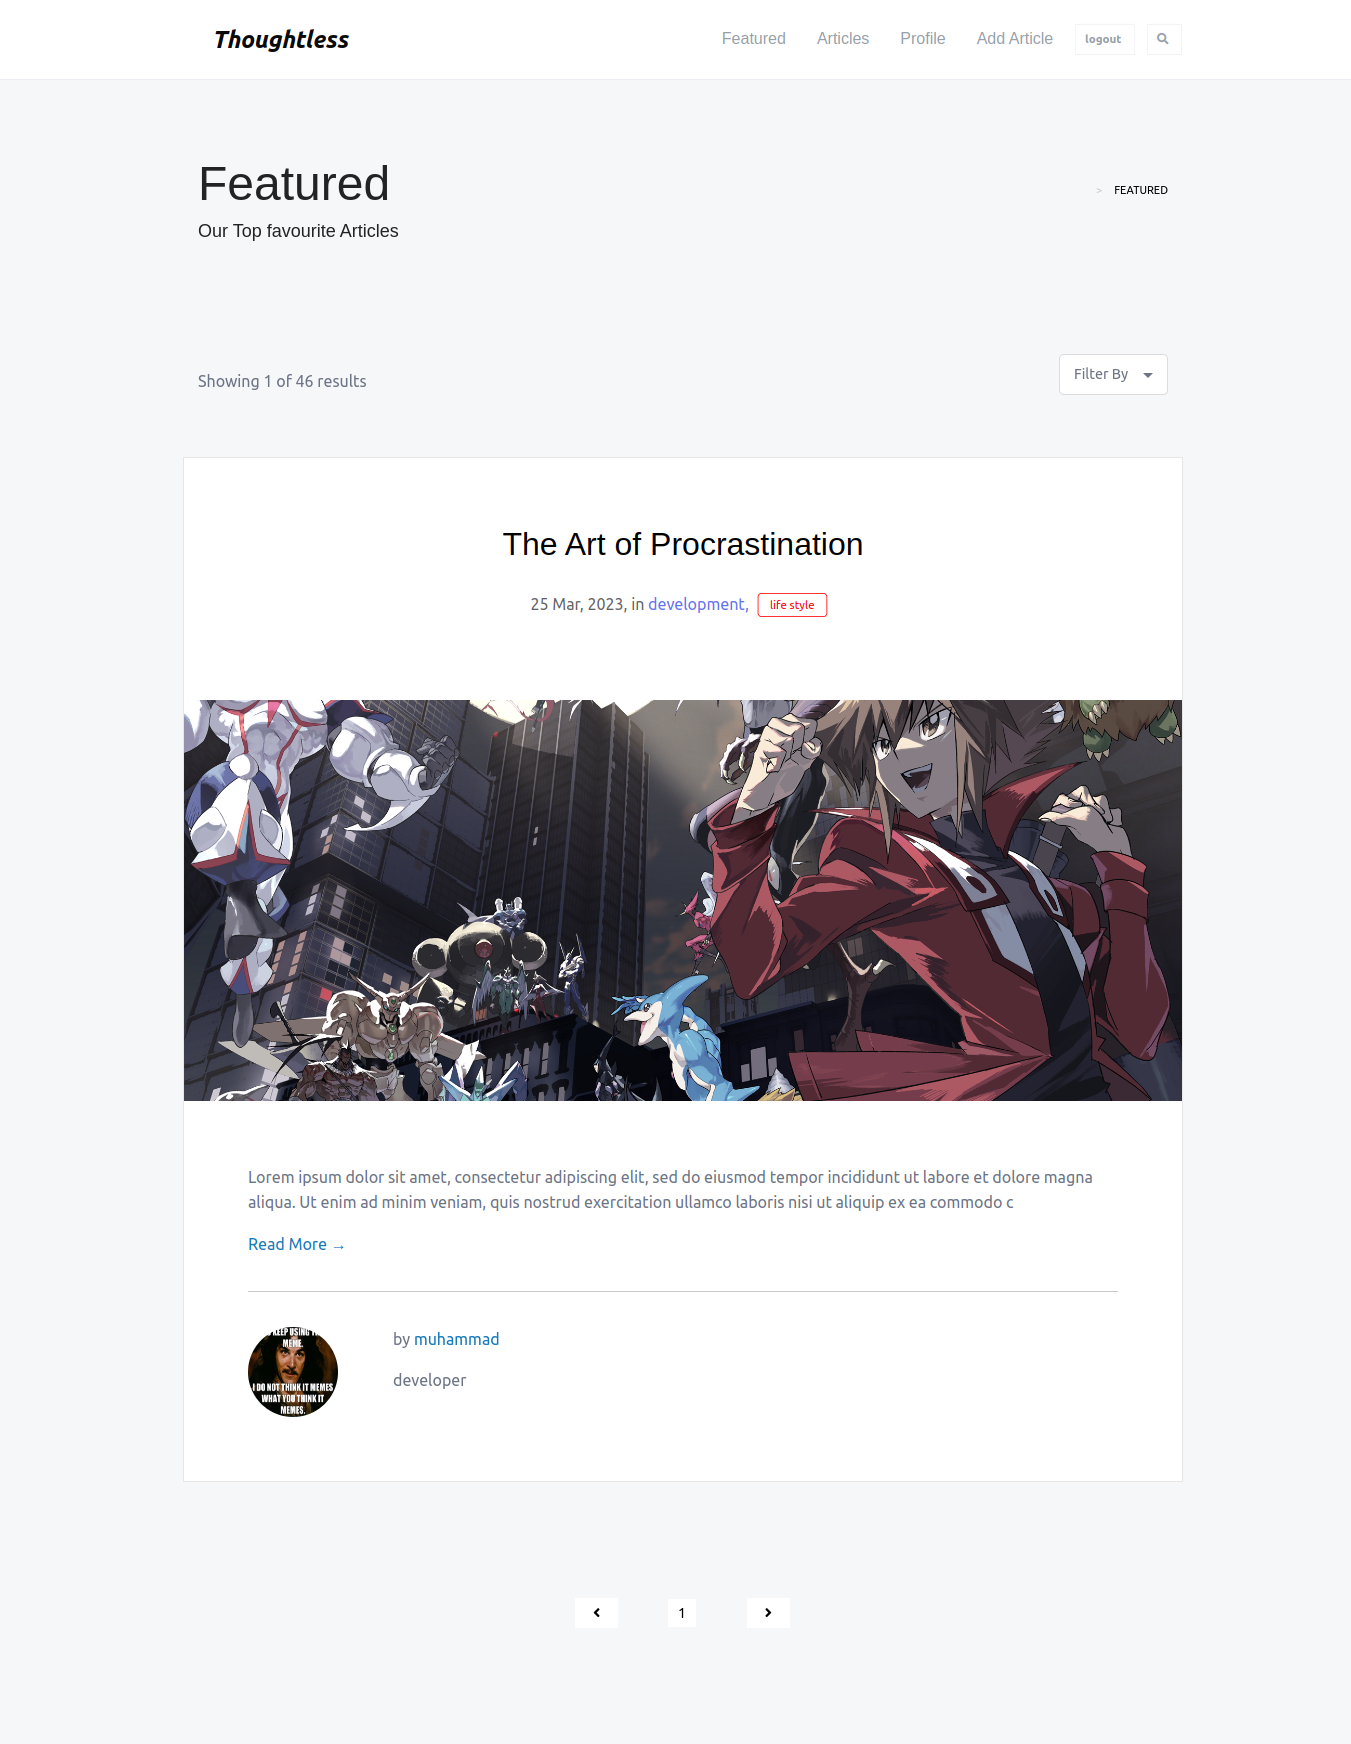 Thoughtless
Featured Articles Profile Add Article logout
Featured
> FEATURED
Our Top favourite Articles
Showing 1 of 46 results
Filter By
The Art of Procrastination
25 Mar, 2023, in development, life style
Lorem ipsum dolor sit amet, consectetur adipiscing elit, sed do eiusmod tempor incididunt ut labore et dolore magna
aliqua. Ut enim ad minim veniam, quis nostrud exercitation ullamco laboris nisi ut aliquip ex ea commodo c
Read More →
KEEP USING
MEME.
I DO NOT THINK IT MEMES
WHAT YOU THINK IT
MEMES.
by muhammad
developer
1